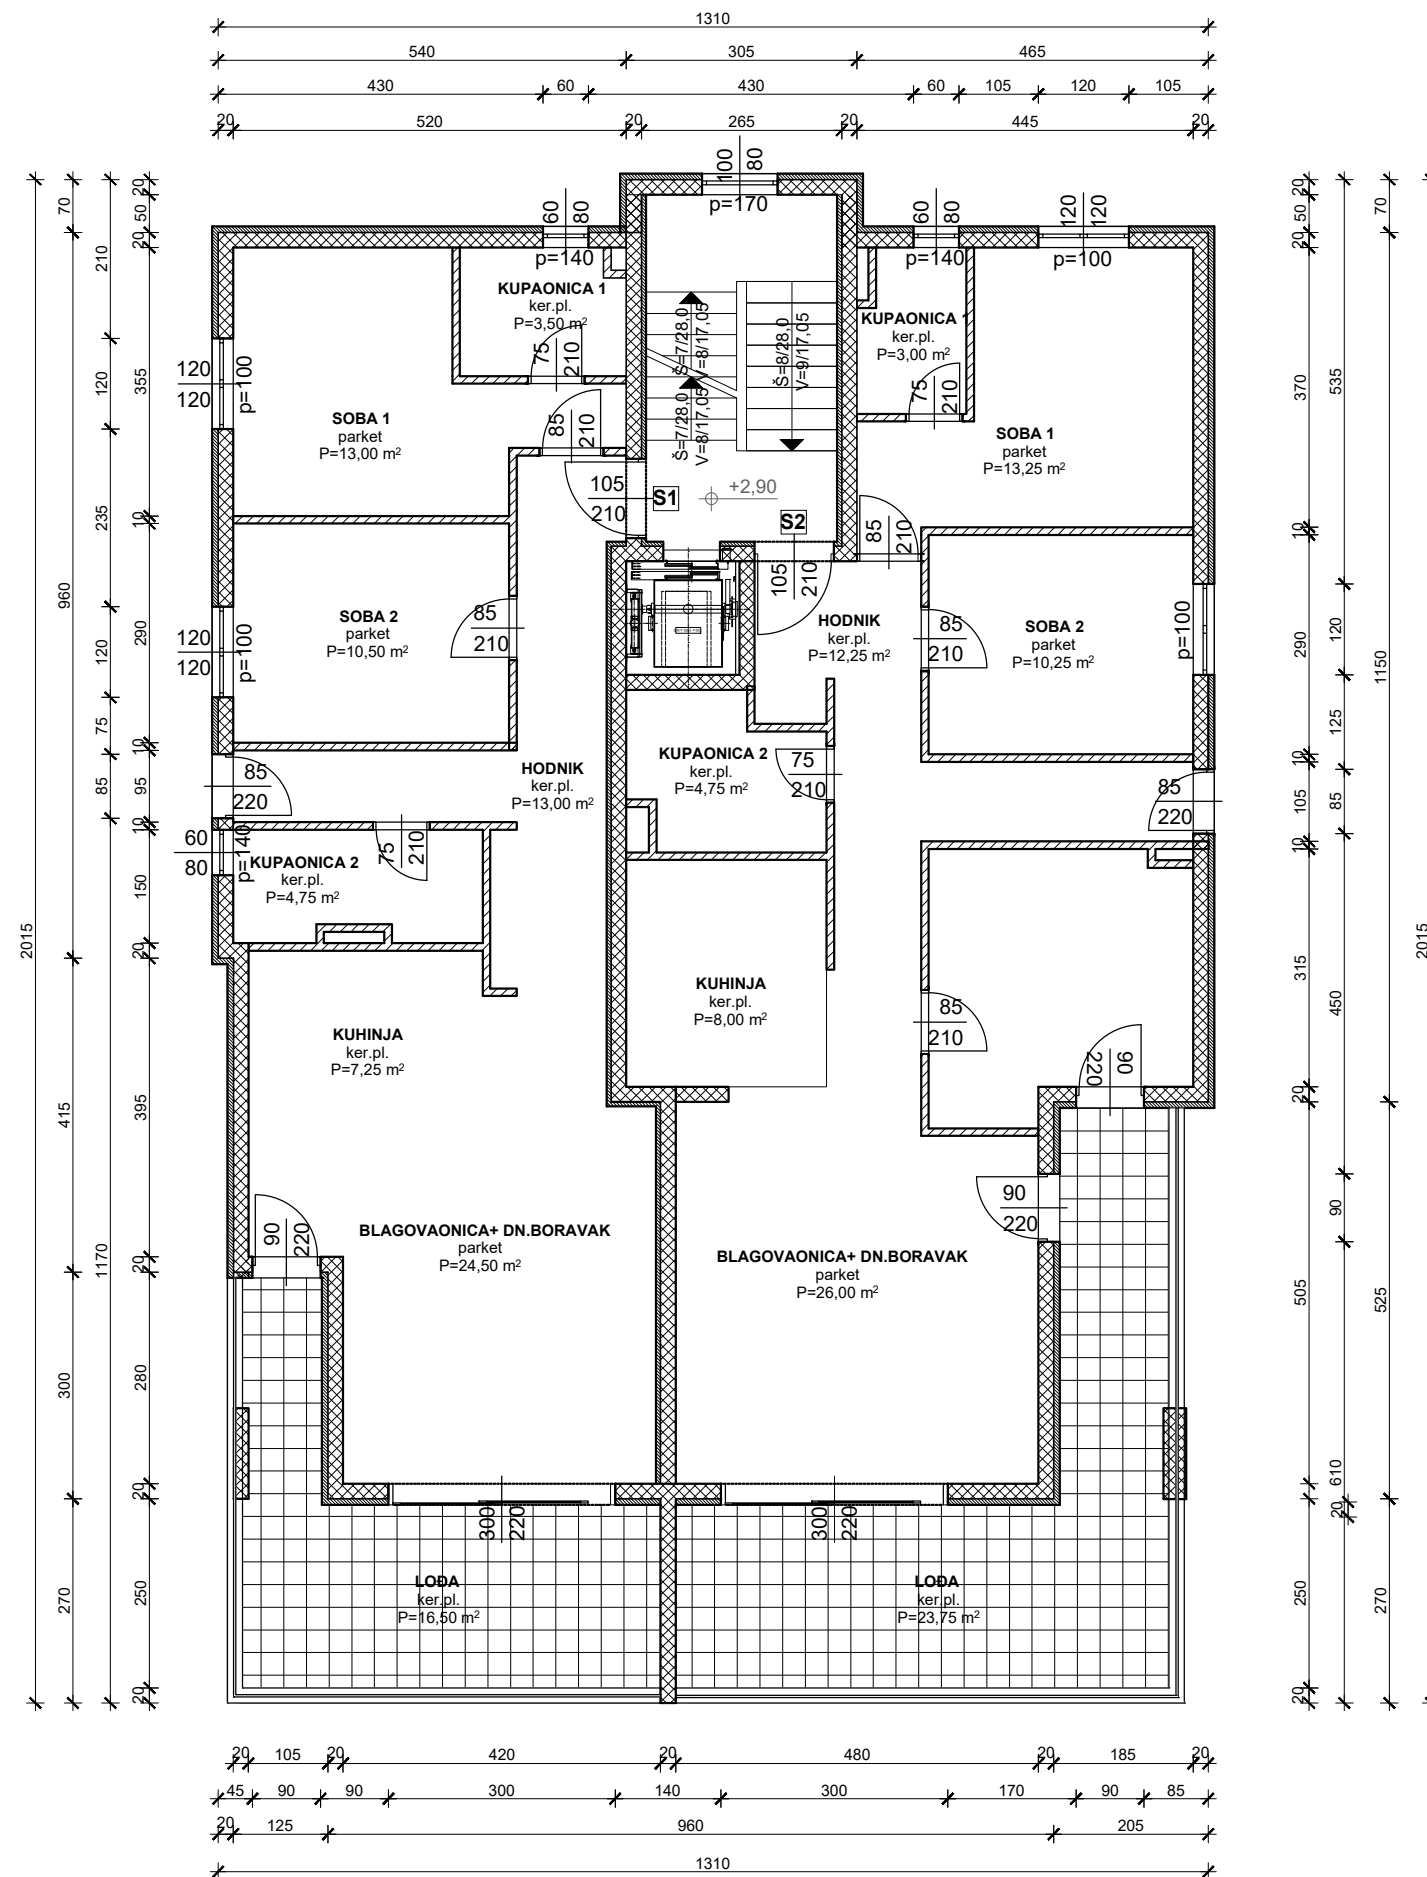 1310
540 305 465
430 60 430 60 105 120 105
20 520 20 265 20 445 20
100 80
p=170
60 80
p=140
60 80
p=140
120 120
p=100
KUPAONICA 1
ker.pl.
P=3,50 m²
75 210
Š=7/28,0
V=8/17,05
Š=7/28,0
V=8/17,05
Š=8/28,0
V=9/17,05
KUPAONICA 1
ker.pl.
P=3,00 m²
75 210
120
120
p=100
SOBA 1
parket
P=13,00 m²
85 210
SOBA 1
parket
P=13,25 m²
105
210
S1
+2,90
S2
105 210
85 210
SOBA 2
parket
P=10,50 m²
85
210
120
120
p=100
HODNIK
ker.pl.
P=12,25 m²
85
210
SOBA 2
parket
P=10,25 m²
p=100
HODNIK
ker.pl.
P=13,00 m²
85
220
KUPAONICA 2
ker.pl.
P=4,75 m²
75
210
85
220
60
80
p=140
KUPAONICA 2
ker.pl.
P=4,75 m²
75 210
KUHINJA
ker.pl.
P=8,00 m²
85
210
KUHINJA
ker.pl.
P=7,25 m²
220 90
90 220
BLAGOVAONICA+ DN.BORAVAK
parket
P=24,50 m²
90
220
BLAGOVAONICA+ DN.BORAVAK
parket
P=26,00 m²
300 220
300 220
LOĐA
ker.pl.
P=16,50 m²
LOĐA
ker.pl.
P=23,75 m²
2015
70 960 415 300 270
210 120 235 120 75 85 1170
20 50 20 355 10 290 10 95 10 150 20 395 20 280 20 250 20
20 50 20 370 10 290 10 105 10 315 20 505 20 250 20
535 120 125 85 450 90 610 20
70 1150 525 270
2015
20 105 20 420 20 480 20 185 20
45 90 90 300 140 300 170 90 85
20 125 960 205
1310